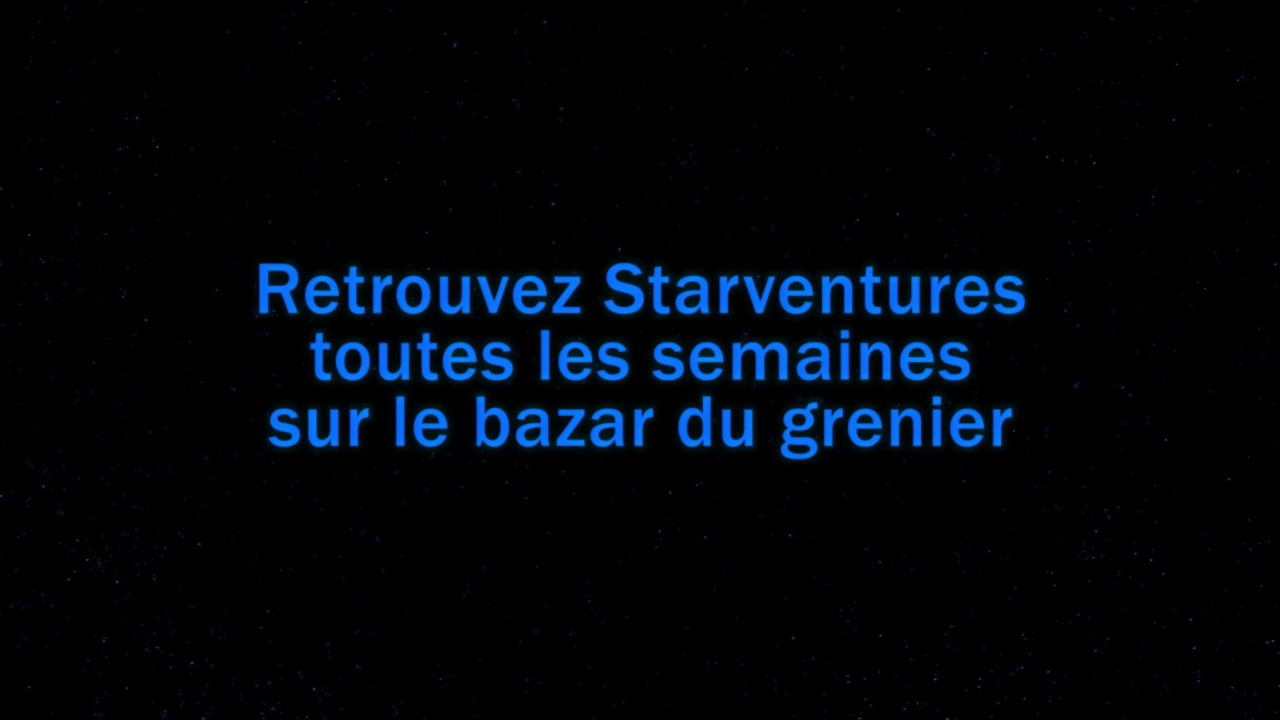 Retrouvez Starventures
toutes les semaines
sur le bazar du grenier